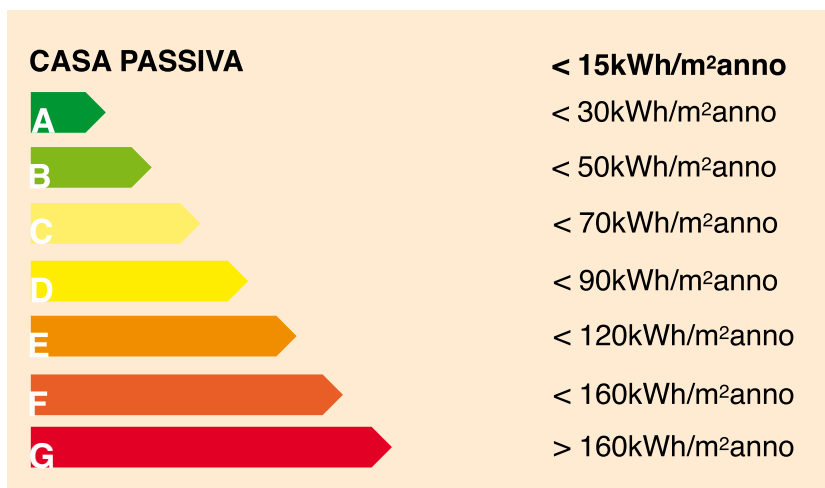 CASA PASSIVA < 15kWh/m²anno
A < 30kWh/m²anno
B < 50kWh/m²anno
C < 70kWh/m²anno
D < 90kWh/m²anno
E < 120kWh/m²anno
F < 160kWh/m²anno
G > 160kWh/m²anno